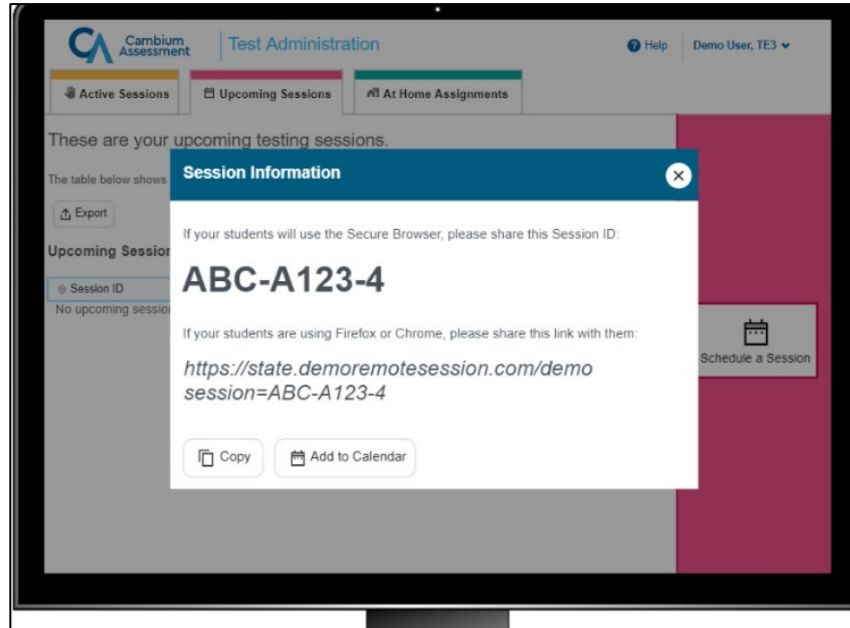 Cambium
Assessment
Test Administration
Help
Demo User, TE3
Active Sessions
Upcoming Sessions
At Home Assignments
These are your upcoming testing sessions.
The table below shows
Export
Upcoming Session
Session ID
No upcoming session
Session Information
If your students will use the Secure Browser, please share this Session ID:
ABC-A123-4
If your students are using Firefox or Chrome, please share this link with them:
https://state.demoremotesession.com/demo
session=ABC-A123-4
Copy
Add to Calendar
Schedule a Session